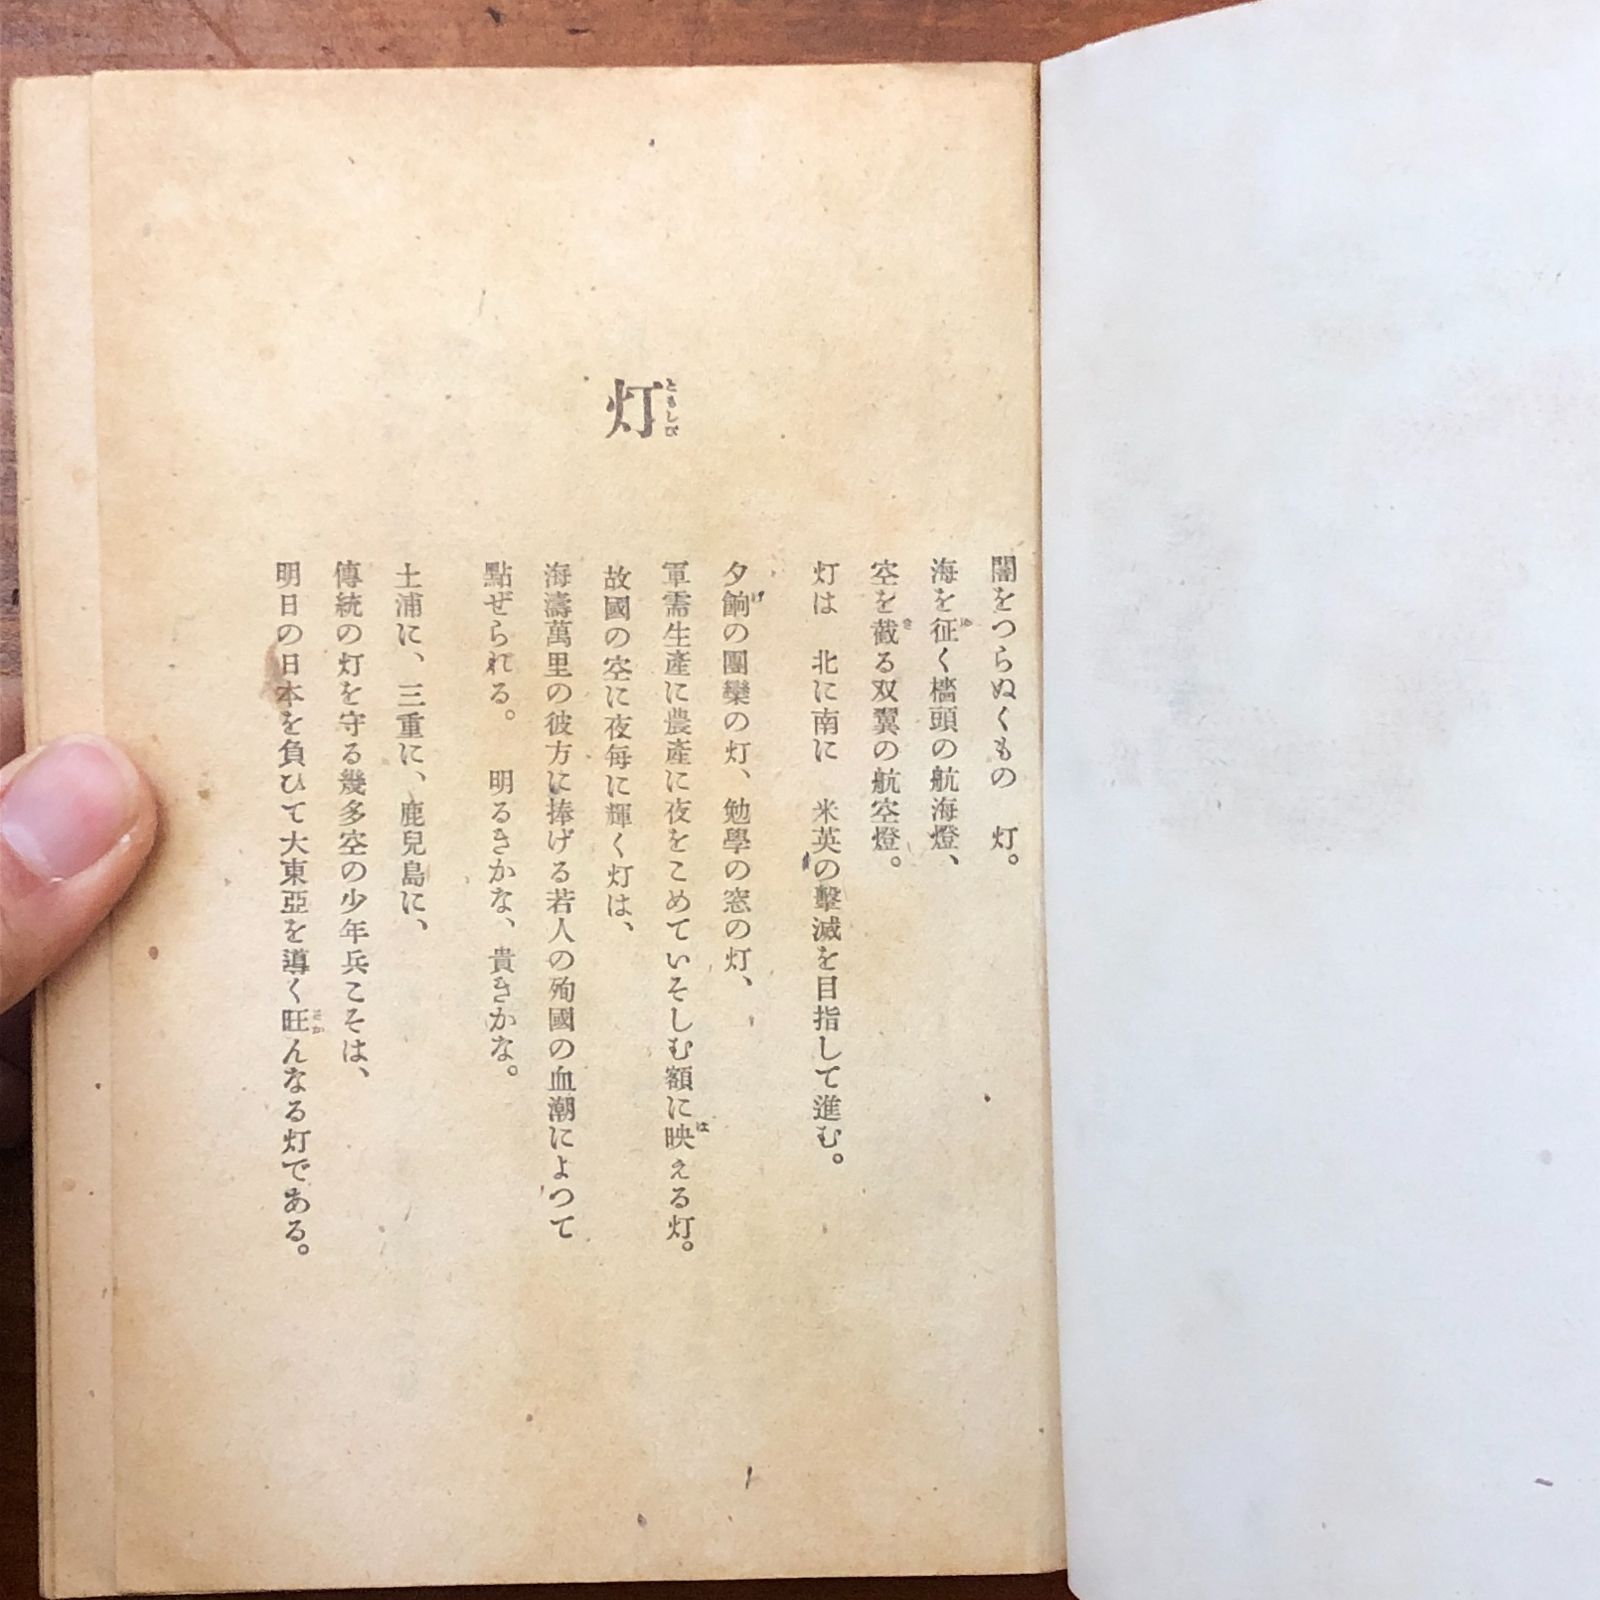 灯
ともしび
闇をつらぬくもの　灯。
海を征く檣頭の航海燈、
空を截る双翼の航空燈。
灯は　北に南に　米英の擊滅を目指して進む。
夕餉の團欒の灯、勉學の窓の灯、
軍需生產に農產に夜をこめていそしむ額に映える灯。
故國の空に夜每に輝く灯は、
海濤萬里の彼方に捧げる若人の殉國の血潮によつて
點ぜられる。　明るきかな、貴きかな。
土浦に、三重に、鹿兒島に、
傳統の灯を守る幾多空の少年兵こそは、
明日の日本を負ひて大東亞を導く旺んなる灯である。